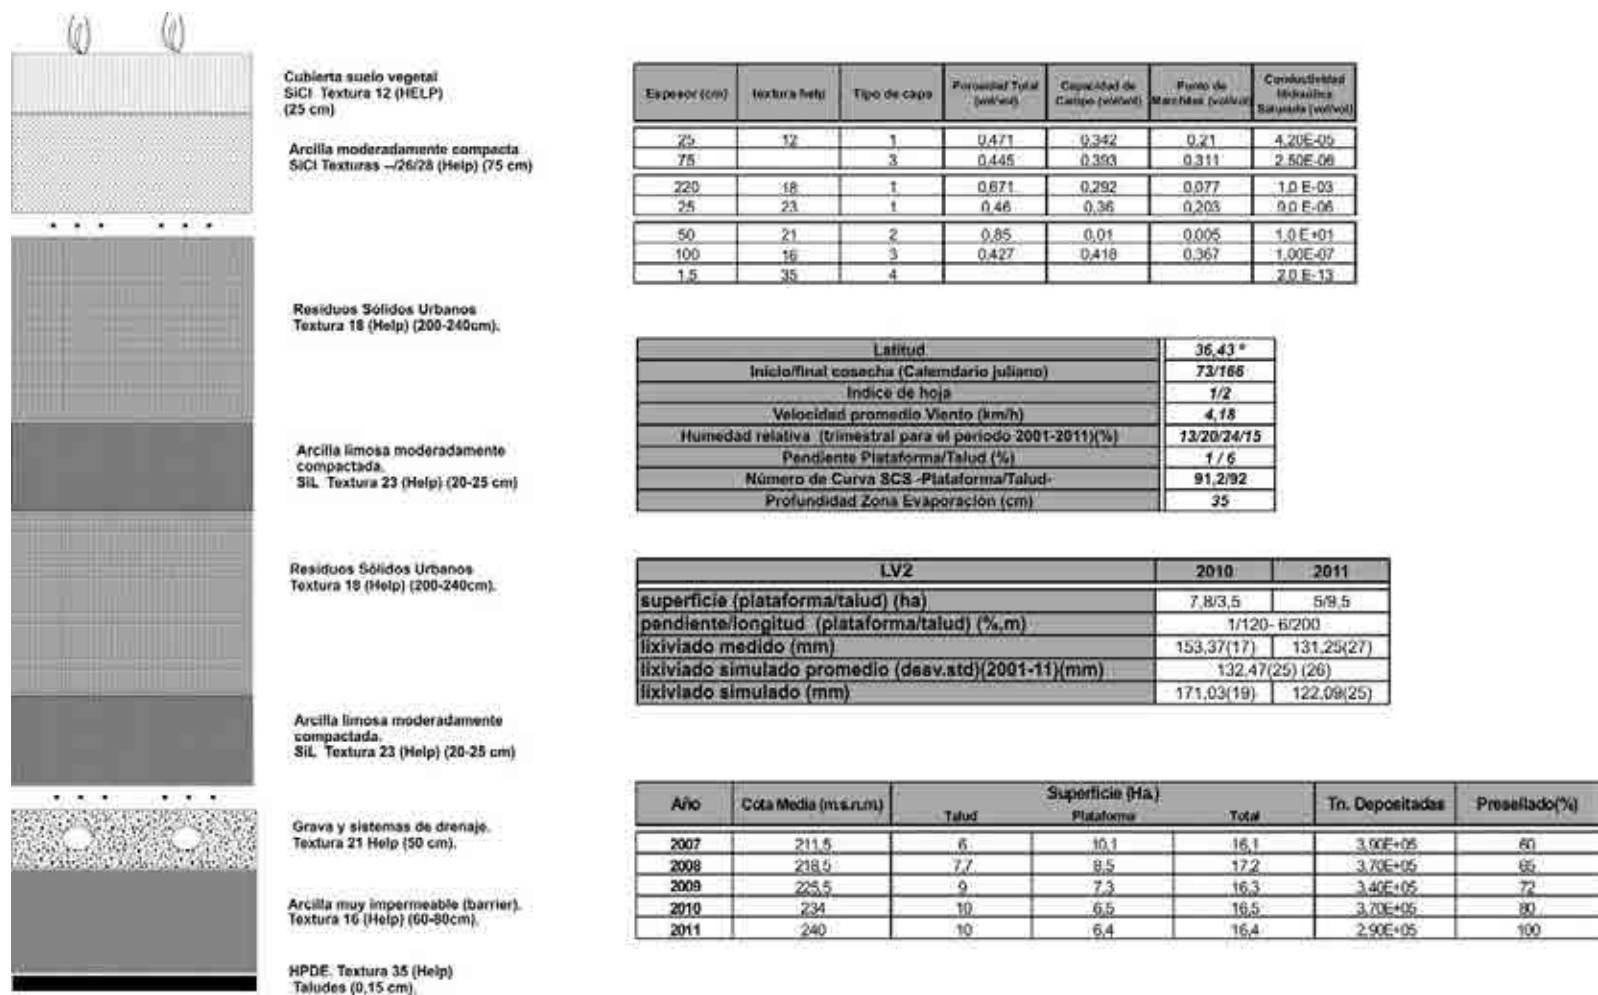 Cubierta suelo vegetal
SiCl Textura 12 (HELP)
(25 cm)
Arcilla moderadamente compacta
SiCl Texturas --/26/28 (Help) (75 cm)
Residuos Sólidos Urbanos
Textura 18 (Help) (200-240cm).
Arcilla limosa moderadamente
compactada.
SiL Textura 23 (Help) (20-25 cm)
Residuos Sólidos Urbanos
Textura 18 (Help) (200-240cm).
Arcilla limosa moderadamente
compactada.
SiL Textura 23 (Help) (20-25 cm)
Grava y sistemas de drenaje.
Textura 21 Help (50 cm).
Arcilla muy impermeable (barrier).
Textura 16 (Help) (60-80cm).
HPDE. Textura 35 (Help)
Taludes (0,15 cm).
Espesor (cm) textura help Tipo de capa Porosidad Total (vol/vol) Capacidad de Campo (vol/vol) Punto de Marchitez (vol/vol) Conductividad Hidraúlica Saturada (vol/vol)
25 12 1 0,471 0,342 0,21 4,20E-05
75 3 0,445 0,393 0,311 2,50E-06
220 18 1 0,671 0,292 0,077 1,0 E-03
25 23 1 0,46 0,36 0,203 9,0 E-06
50 21 2 0,85 0,01 0,005 1,0 E+01
100 16 3 0,427 0,418 0,367 1,00E-07
1,5 35 4 2,0 E-13
Latitud 36,43 º
Inicio/final cosecha (Calemdario juliano) 73/166
Indice de hoja 1/2
Velocidad promedio Viento (km/h) 4,18
Humedad relativa (trimestral para el periodo 2001-2011)(%) 13/20/24/15
Pendiente Plataforma/Talud (%) 1 / 6
Número de Curva SCS -Plataforma/Talud- 91,2/92
Profundidad Zona Evaporación (cm) 35
LV2 2010 2011
superficie (plataforma/talud) (ha) 7,8/3,5 5/9,5
pendiente/longitud (plataforma/talud) (%,m) 1/120- 6/200
lixiviado medido (mm) 153,37(17) 131,25(27)
lixiviado simulado promedio (desv.std)(2001-11)(mm) 132,47(25) (26)
lixiviado simulado (mm) 171,03(19) 122,09(25)
Año Cota Media (m.s.n.m.) Superficie (Ha.) Tn. Depositadas Presellado(%)
Talud Plataforma Total
2007 211,5 6 10,1 16,1 3,90E+05 60
2008 218,5 7,7 8,5 17,2 3,70E+05 65
2009 225,5 9 7,3 16,3 3,40E+05 72
2010 234 10 6,5 16,5 3,70E+05 80
2011 240 10 6,4 16,4 2,90E+05 100